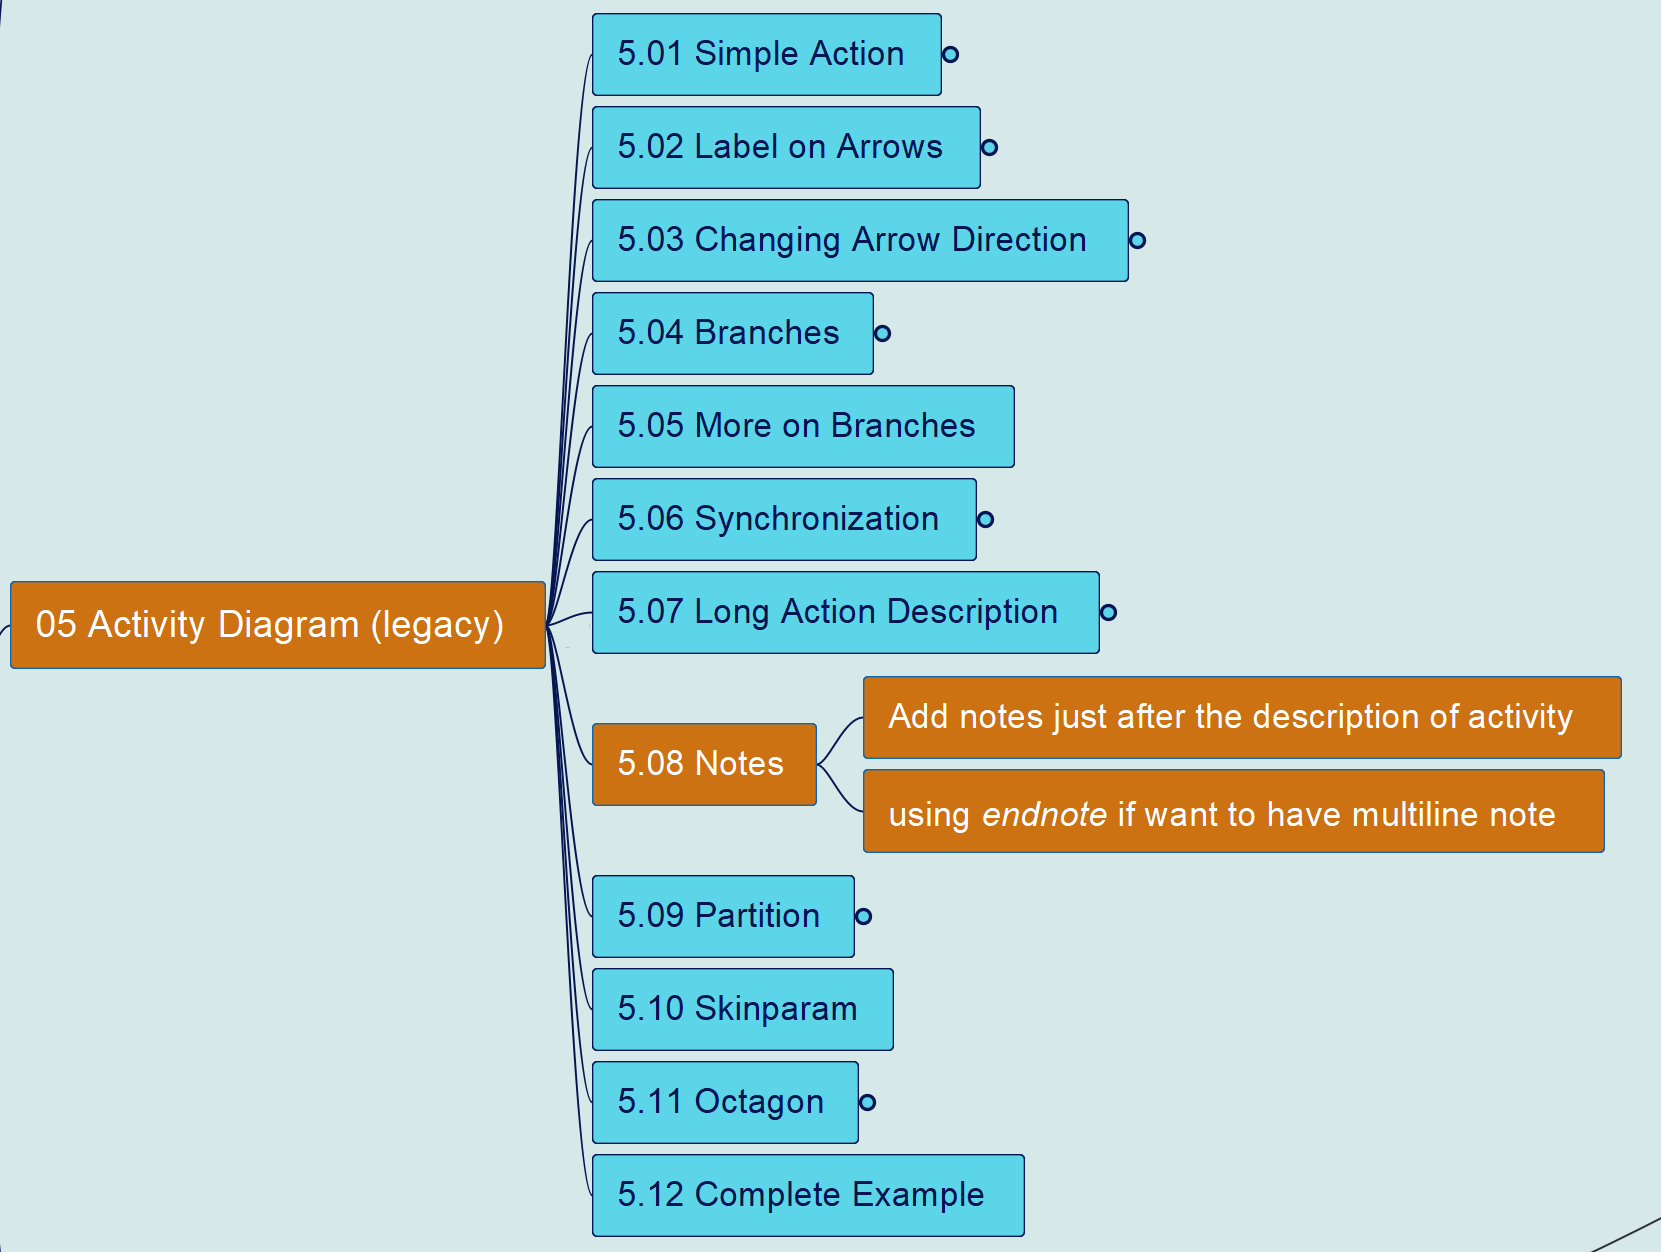 5.01 Simple Action
5.02 Label on Arrows
5.03 Changing Arrow Direction
5.04 Branches
5.05 More on Branches
5.06 Synchronization
05 Activity Diagram (legacy)
5.07 Long Action Description
5.08 Notes
Add notes just after the description of activity
using endnote if want to have multiline note
5.09 Partition
5.10 Skinparam
5.11 Octagon
5.12 Complete Example